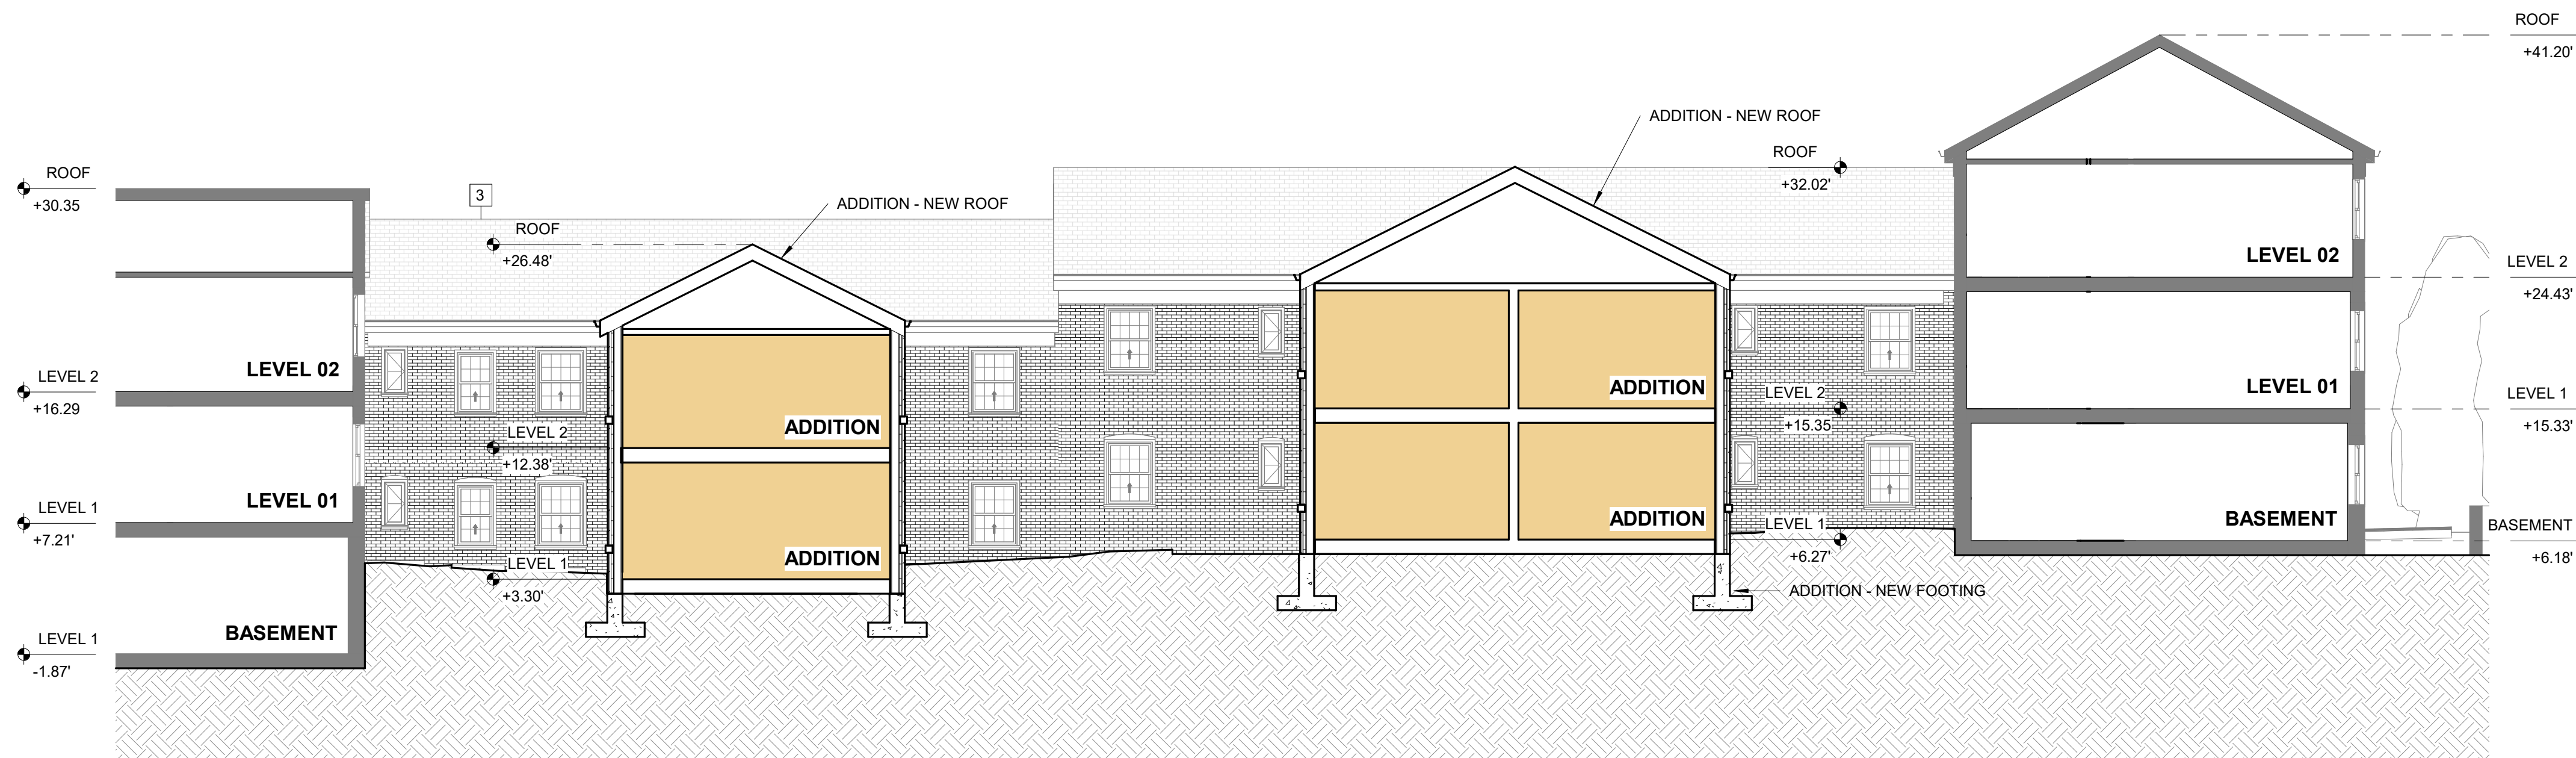 ROOF
+41.20'
ADDITION - NEW ROOF
ROOF
+32.02'
ROOF
+30.35
3
ADDITION - NEW ROOF
ROOF
+26.48'
LEVEL 02
LEVEL 2
+24.43'
LEVEL 02
LEVEL 2
+16.29
ADDITION
LEVEL 2
+12.38'
ADDITION
LEVEL 2
+15.35
LEVEL 01
LEVEL 1
+15.33'
LEVEL 01
LEVEL 1
+7.21'
ADDITION
LEVEL 1
+3.30'
ADDITION
LEVEL 1
+6.27'
BASEMENT
BASEMENT
+6.18'
ADDITION - NEW FOOTING
BASEMENT
LEVEL 1
-1.87'